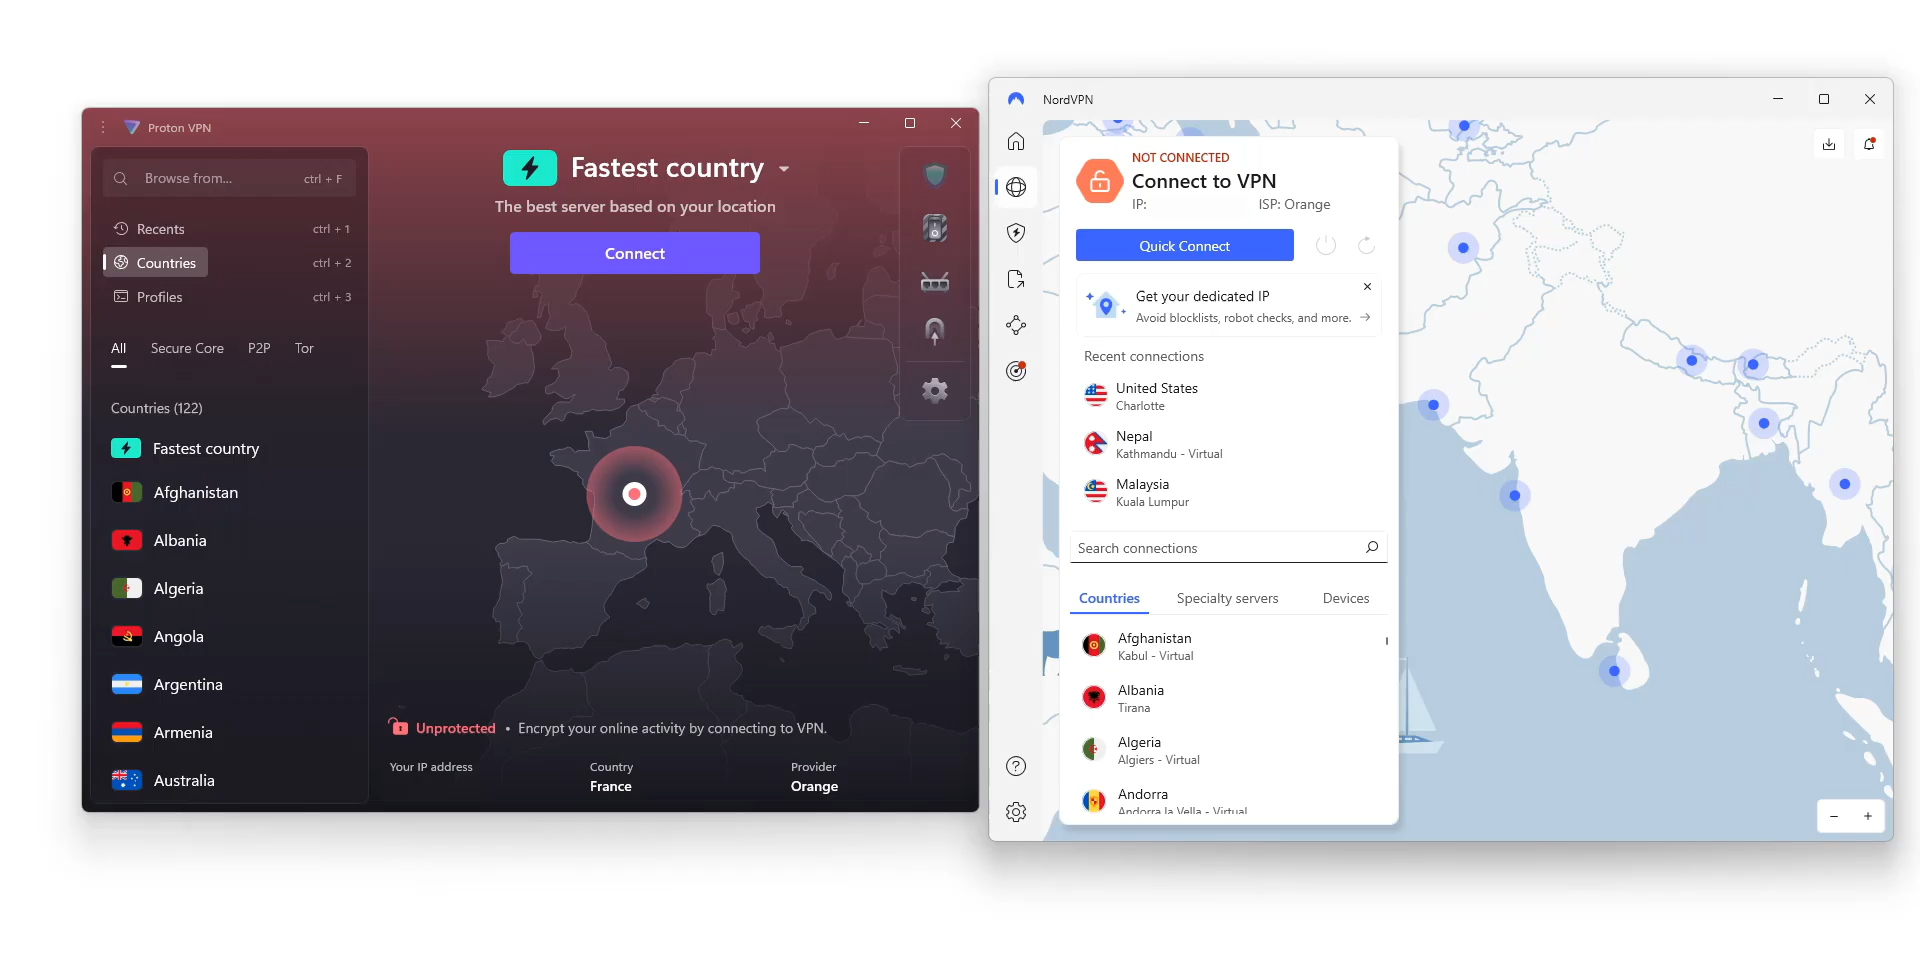 Proton VPN
Browse from...
ctrl + F
Recents
ctrl + 1
Countries
ctrl + 2
Profiles
ctrl + 3
All
Secure Core
P2P
Tor
Countries (122)
Fastest country
Afghanistan
Albania
Algeria
Angola
Argentina
Armenia
Australia
Fastest country
The best server based on your location
Connect
Unprotected • Encrypt your online activity by connecting to VPN.
Your IP address
Country
France
Provider
Orange
NordVPN
NOT CONNECTED
Connect to VPN
IP:
ISP: Orange
Quick Connect
Get your dedicated IP
Avoid blocklists, robot checks, and more.
Recent connections
United States
Charlotte
Nepal
Kathmandu - Virtual
Malaysia
Kuala Lumpur
Search connections
Countries
Specialty servers
Devices
Afghanistan
Kabul - Virtual
Albania
Tirana
Algeria
Algiers - Virtual
Andorra
Andorra la Vella - Virtual